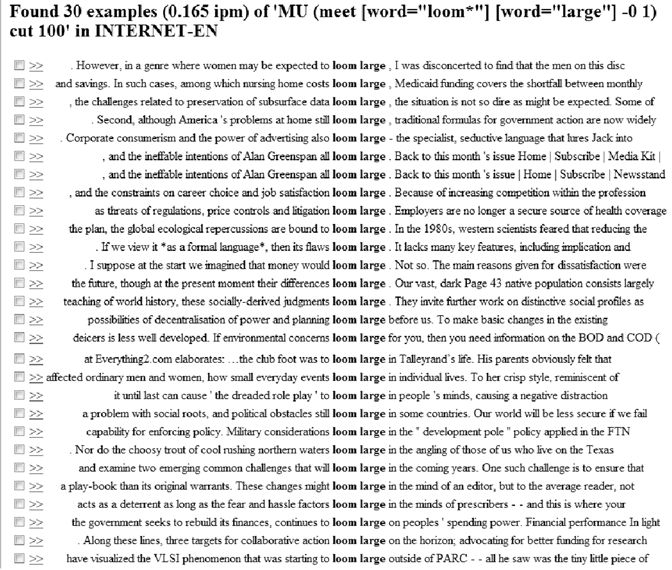 Found 30 examples (0.165 ipm) of 'MU (meet [word="loom*"] [word="large"] -0 1)
cut 100' in INTERNET-EN
>> . However, in a genre where women may be expected to loom large , I was disconcerted to find that the men on this disc
>> and savings. In such cases, among which nursing home costs loom large , Medicaid funding covers the shortfall between monthly
>> , the challenges related to preservation of subsurface data loom large , the situation is not so dire as might be expected. Some of
>> . Second, although America 's problems at home still loom large , traditional formulas for government action are now widely
>> . Corporate consumerism and the power of advertising also loom large - the specialist, seductive language that lures Jack into
>> , and the ineffable intentions of Alan Greenspan all loom large . Back to this month 's issue Home | Subscribe | Media Kit |
>> , and the ineffable intentions of Alan Greenspan all loom large . Back to this month 's issue | Home | Subscribe | Newsstand
>> , and the constraints on career choice and job satisfaction loom large . Because of increasing competition within the profession
>> as threats of regulations, price controls and litigation loom large . Employers are no longer a secure source of health coverage
>> the plan, the global ecological repercussions are bound to loom large . In the 1980s, western scientists feared that reducing the
>> . If we view it *as a formal language*, then its flaws loom large . It lacks many key features, including implication and
>> . I suppose at the start we imagined that money would loom large . Not so. The main reasons given for dissatisfaction were
>> the future, though at the present moment their differences loom large . Our vast, dark Page 43 native population consists largely
>> teaching of world history, these socially-derived judgments loom large . They invite further work on distinctive social profiles as
>> possibilities of decentralisation of power and planning loom large before us. To make basic changes in the existing
>> deicers is less well developed. If environmental concerns loom large for you, then you need information on the BOD and COD (
>> at Everything2.com elaborates: …the club foot was to loom large in Talleyrand's life. His parents obviously felt that
>> affected ordinary men and women, how small everyday events loom large in individual lives. To her crisp style, reminiscent of
>> it until last can cause ' the dreaded role play ' to loom large in people 's minds, causing a negative distraction
>> a problem with social roots, and political obstacles still loom large in some countries. Our world will be less secure if we fail
>> capability for enforcing policy. Military considerations loom large in the " development pole " policy applied in the FTN
>> . Nor do the choosy trout of cool rushing northern waters loom large in the angling of those of us who live on the Texas
>> and examine two emerging common challenges that will loom large in the coming years. One such challenge is to ensure that
>> a play-book than its original warrants. These changes might loom large in the mind of an editor, but to the average reader, not
>> acts as a deterrent as long as the fear and hassle factors loom large in the minds of prescribers - - and this is where your
>> the government seeks to rebuild its finances, continues to loom large on peoples ' spending power. Financial performance In light
>> . Along these lines, three targets for collaborative action loom large on the horizon; advocating for better funding for research
>> have visualized the VLSI phenomenon that was starting to loom large outside of PARC - - all he saw was the tiny little piece of